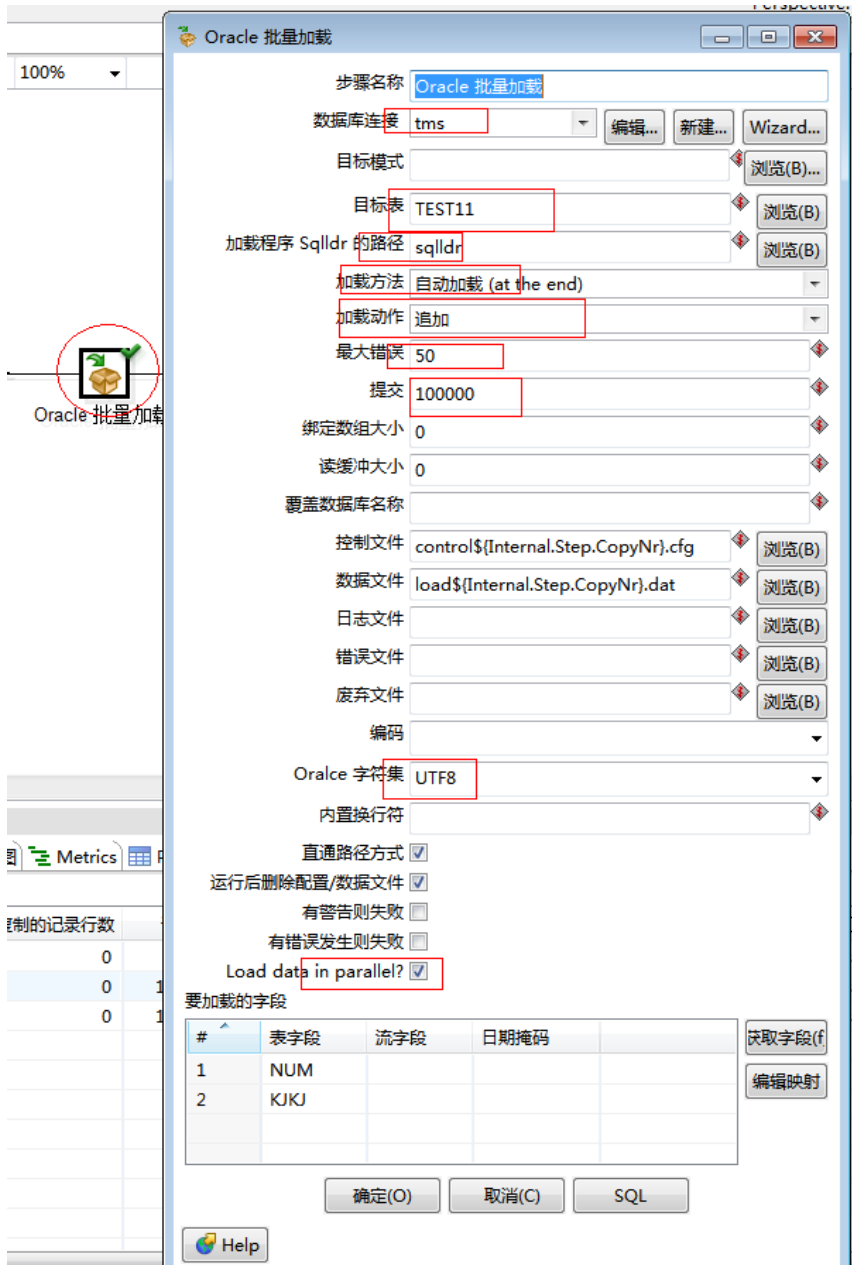 Perspective:
Oracle 批量加载
100%
步骤名称 Oracle 批量加载
数据库连接 tms 编辑... 新建... Wizard...
目标模式 浏览(B)...
目标表 TEST11 浏览(B)
加载程序 Sqlldr 的路径 sqlldr 浏览(B)
加载方法 自动加载 (at the end)
加载动作 追加
最大错误 50
提交 100000
Oracle 批量加载
绑定数组大小 0
读缓冲大小 0
覆盖数据库名称
控制文件 control${Internal.Step.CopyNr}.cfg 浏览(B)
数据文件 load${Internal.Step.CopyNr}.dat 浏览(B)
日志文件 浏览(B)
错误文件 浏览(B)
废弃文件 浏览(B)
编码
Oralce 字符集 UTF8
内置换行符
图 Metrics P
直通路径方式
运行后删除配置/数据文件
复制的记录行数
有警告则失败
0
有错误发生则失败
Load data in parallel?
0 1
要加载的字段
0 1
# 表字段 流字段 日期掩码 获取字段(f
1 NUM 编辑映射
2 KJKJ
确定(O) 取消(C) SQL
Help